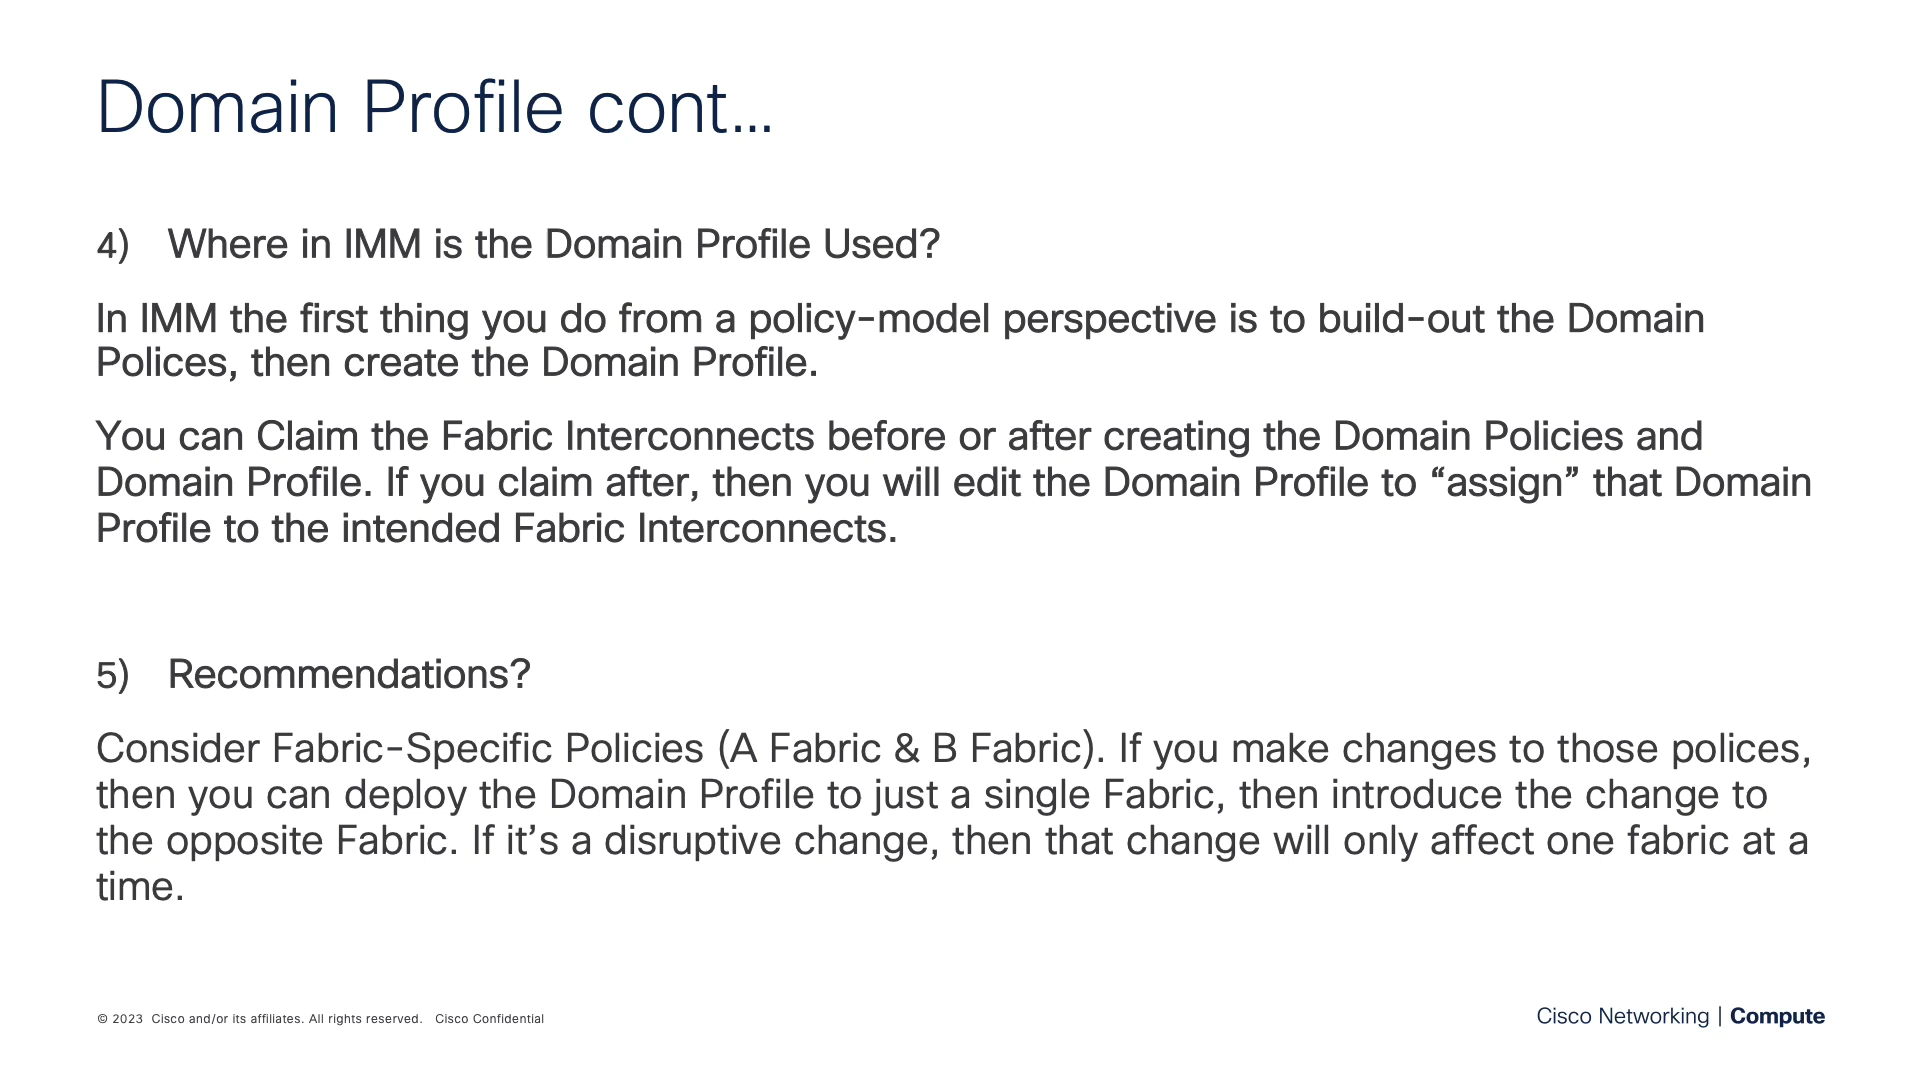 Domain Profile cont…
4) Where in IMM is the Domain Profile Used?
In IMM the first thing you do from a policy-model perspective is to build-out the Domain
Polices, then create the Domain Profile.
You can Claim the Fabric Interconnects before or after creating the Domain Policies and
Domain Profile. If you claim after, then you will edit the Domain Profile to “assign” that Domain
Profile to the intended Fabric Interconnects.
5) Recommendations?
Consider Fabric-Specific Policies (A Fabric & B Fabric). If you make changes to those polices,
then you can deploy the Domain Profile to just a single Fabric, then introduce the change to
the opposite Fabric. If it’s a disruptive change, then that change will only affect one fabric at a
time.
© 2023 Cisco and/or its affiliates. All rights reserved. Cisco Confidential
Cisco Networking | Compute